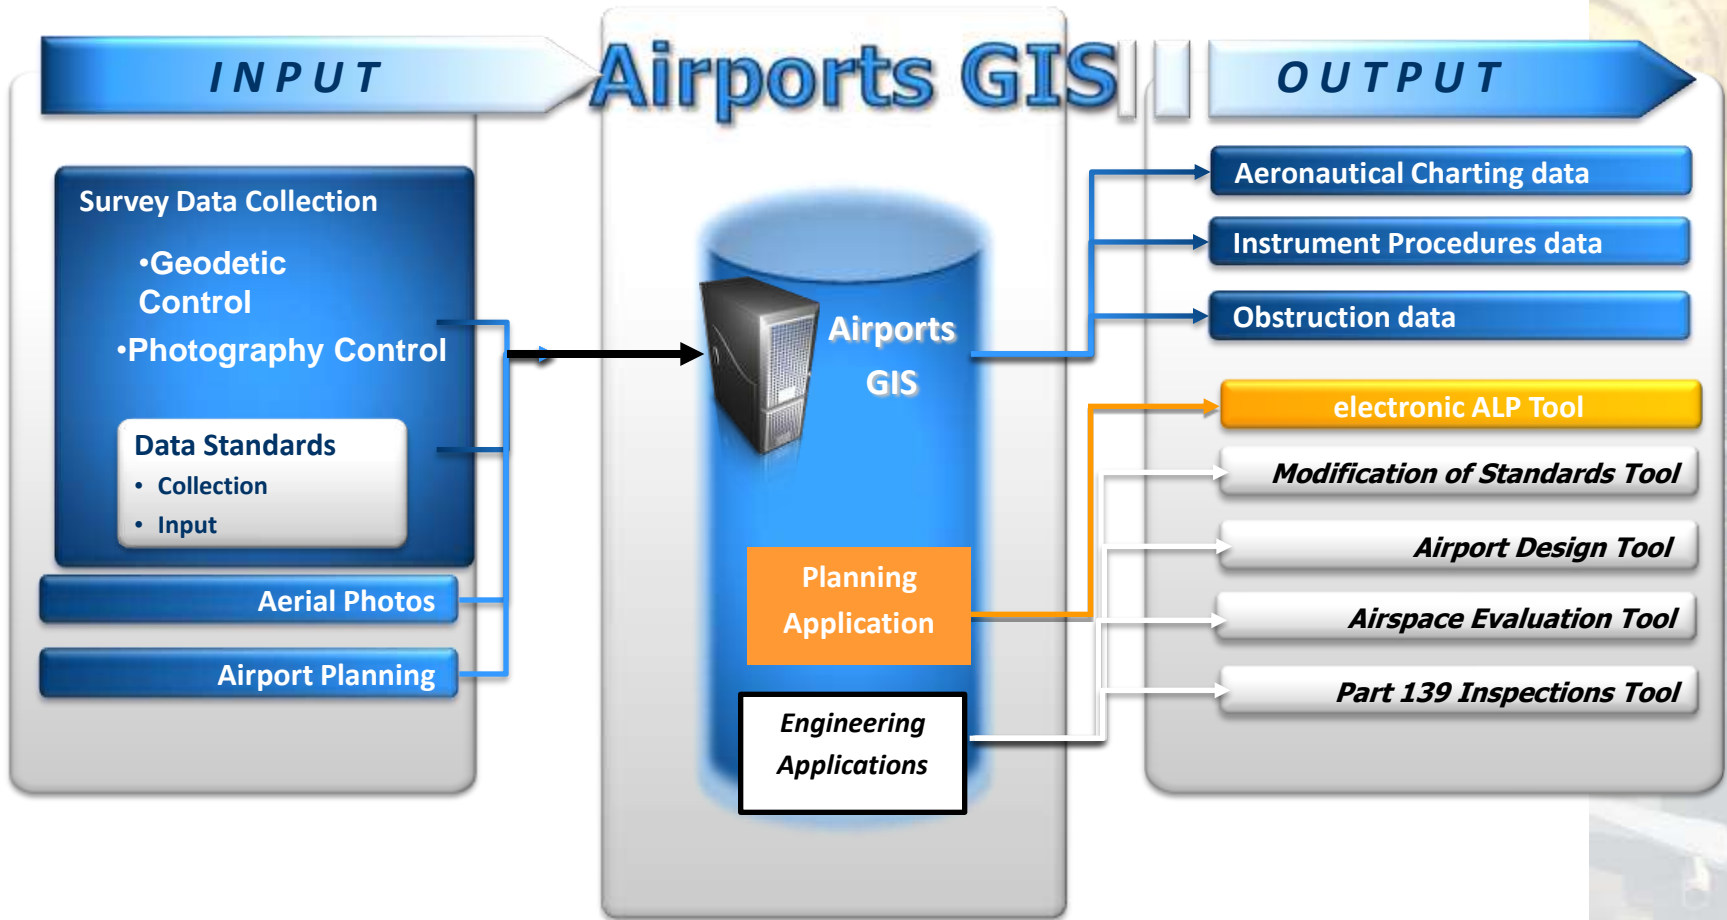 INPUT
Airports GIS
OUTPUT
Survey Data Collection
•Geodetic
Control
•Photography Control
Data Standards
• Collection
• Input
Aerial Photos
Airport Planning
Airports
GIS
Planning
Application
Engineering
Applications
Aeronautical Charting data
Instrument Procedures data
Obstruction data
electronic ALP Tool
Modification of Standards Tool
Airport Design Tool
Airspace Evaluation Tool
Part 139 Inspections Tool